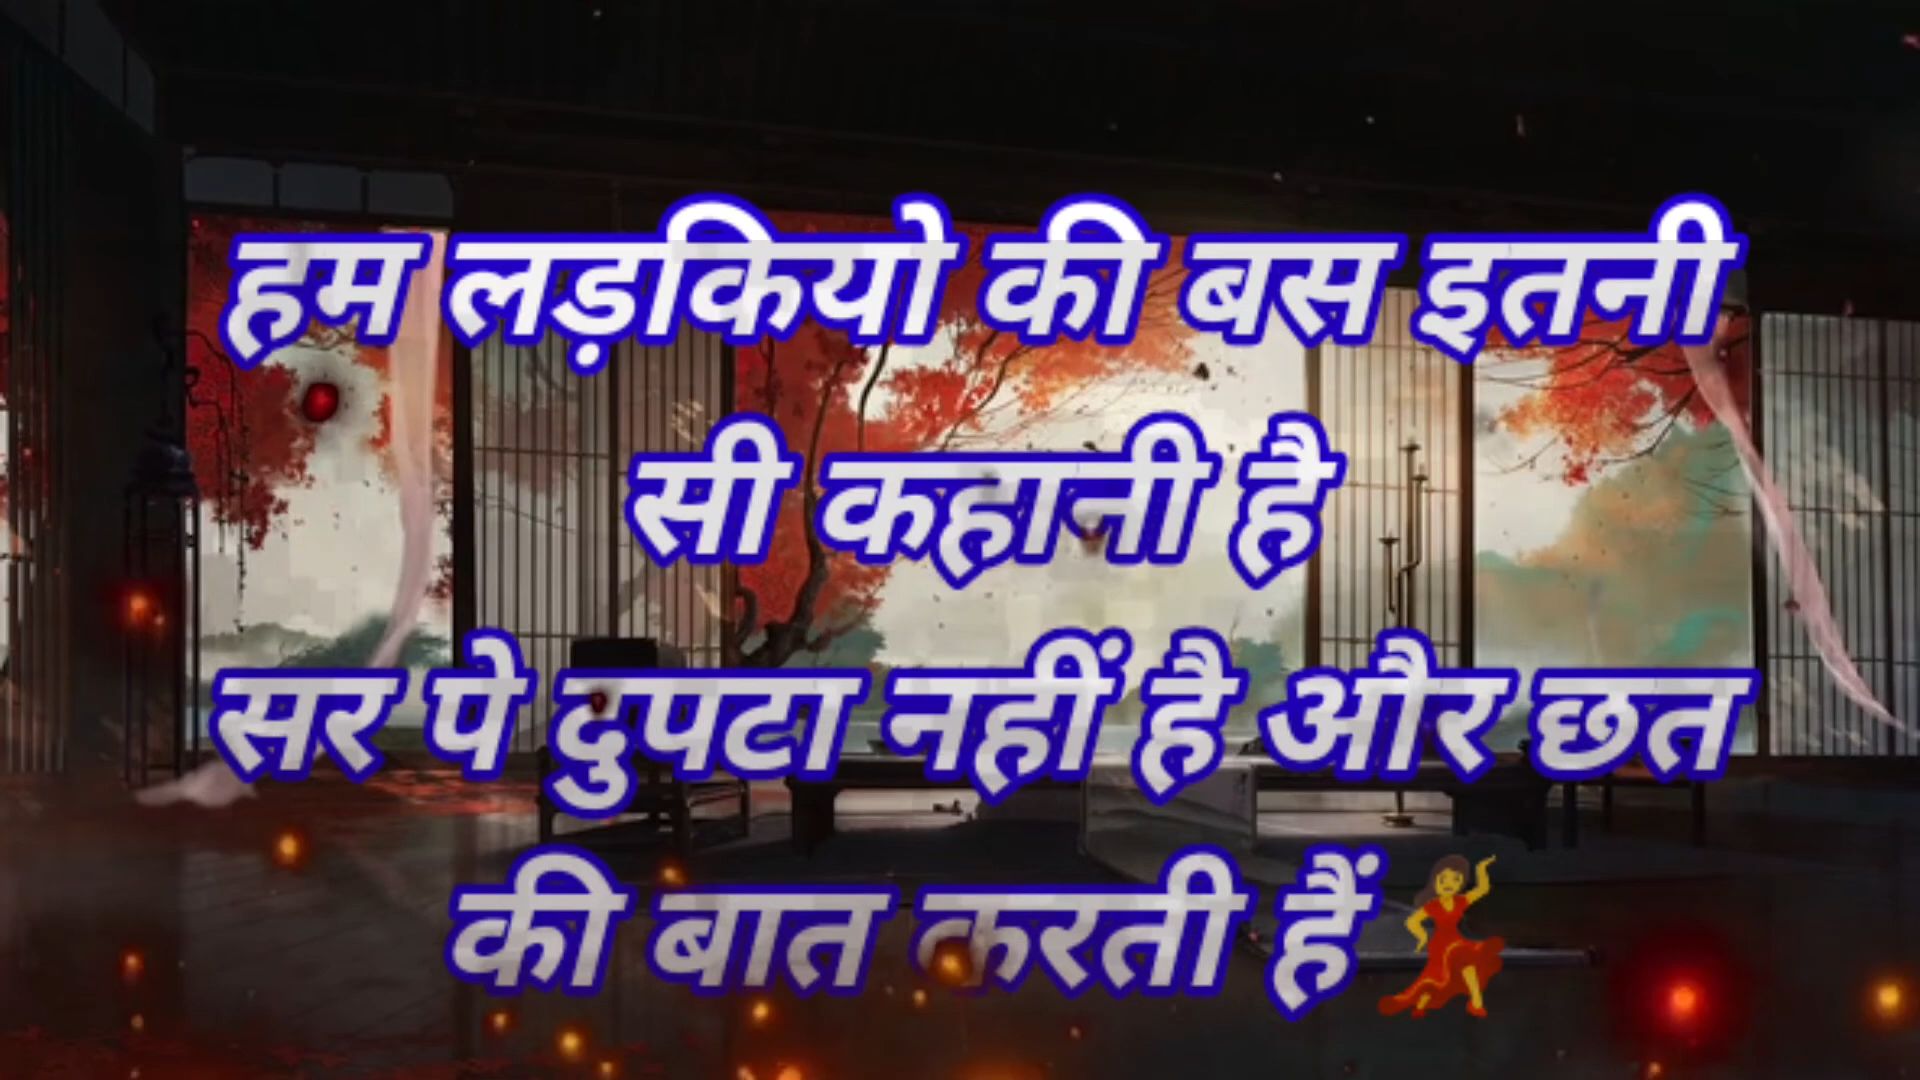 हम लड़कियो की बस इतनी
सी कहानी है
सर पे दुपटा नहीं है और छत
की बात करती हैं 💃